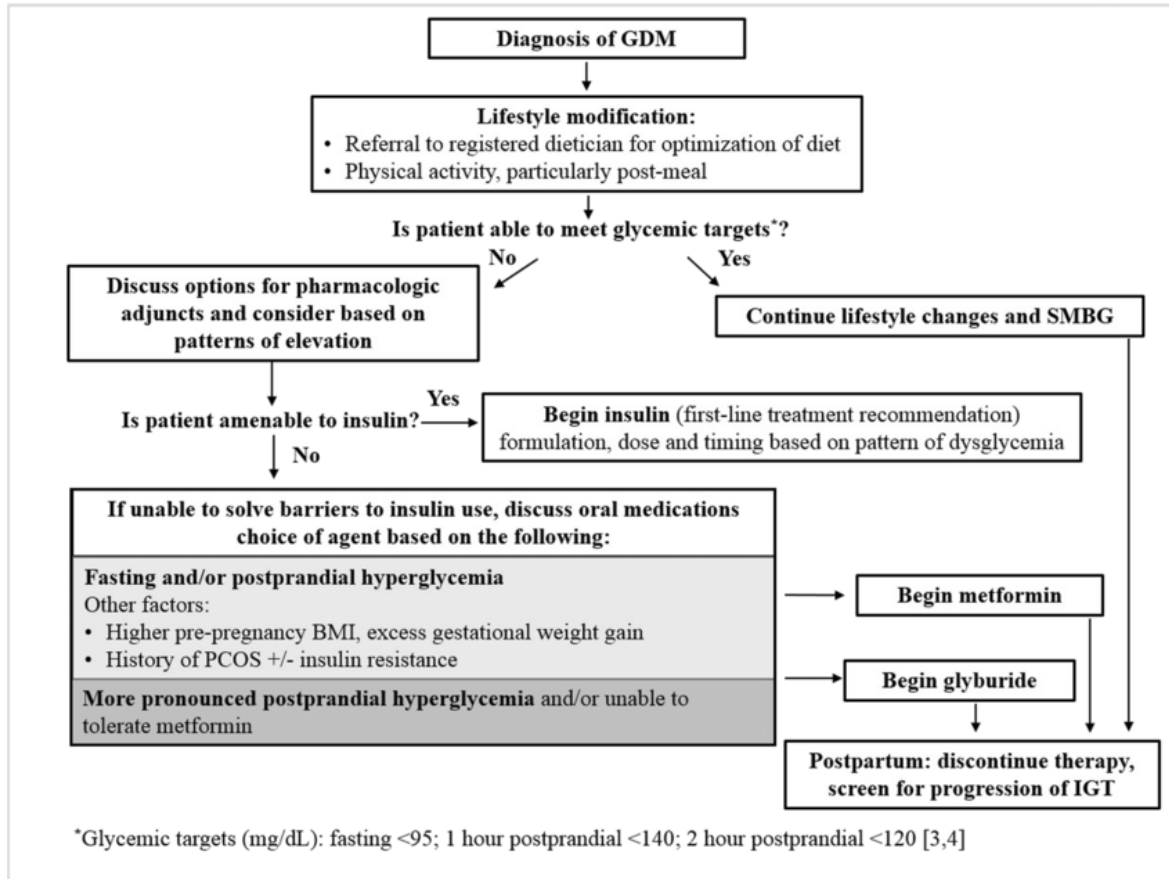 Diagnosis of GDM
Lifestyle modification:
• Referral to registered dietician for optimization of diet
• Physical activity, particularly post-meal
Is patient able to meet glycemic targets*?
No
Yes
Discuss options for pharmacologic
adjuncts and consider based on
patterns of elevation
Continue lifestyle changes and SMBG
Is patient amenable to insulin?
Yes
Begin insulin (first-line treatment recommendation)
formulation, dose and timing based on pattern of dysglycemia
No
If unable to solve barriers to insulin use, discuss oral medications
choice of agent based on the following:
Fasting and/or postprandial hyperglycemia
Other factors:
• Higher pre-pregnancy BMI, excess gestational weight gain
• History of PCOS +/- insulin resistance
Begin metformin
More pronounced postprandial hyperglycemia and/or unable to
tolerate metformin
Begin glyburide
Postpartum: discontinue therapy,
screen for progression of IGT
*Glycemic targets (mg/dL): fasting <95; 1 hour postprandial <140; 2 hour postprandial <120 [3,4]